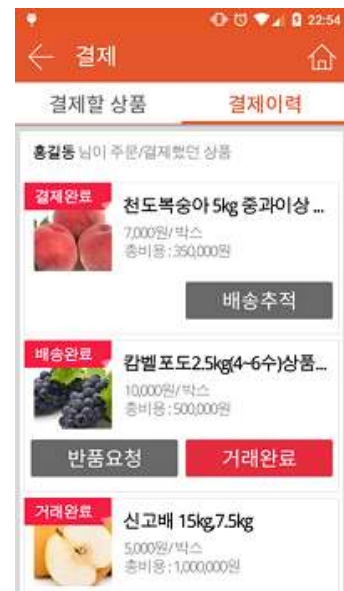 22:54
결제
결제할 상품
결제이력
홍길동 님이 주문/결제했던 상품
결제완료
천도복숭아 5kg 중과이상 ...
7,000원/박스
총비용 : 350,000원
배송추적
배송완료
캄벨 포도2.5kg(4~6수)상품...
10,000원/박스
총비용 : 500,000원
반품요청
거래완료
거래완료
신고배 15kg,7.5kg
5,000원/박스
총비용 : 1,000,000원